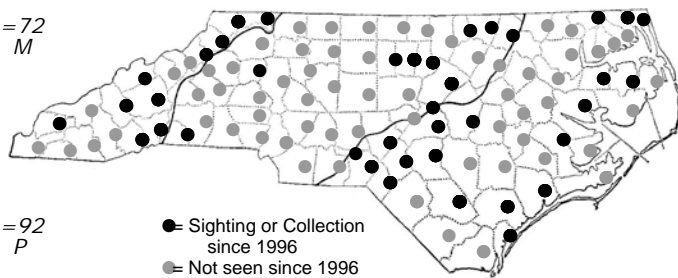 =72
M
=92
P
= Sighting or Collection
since 1996
= Not seen since 1996